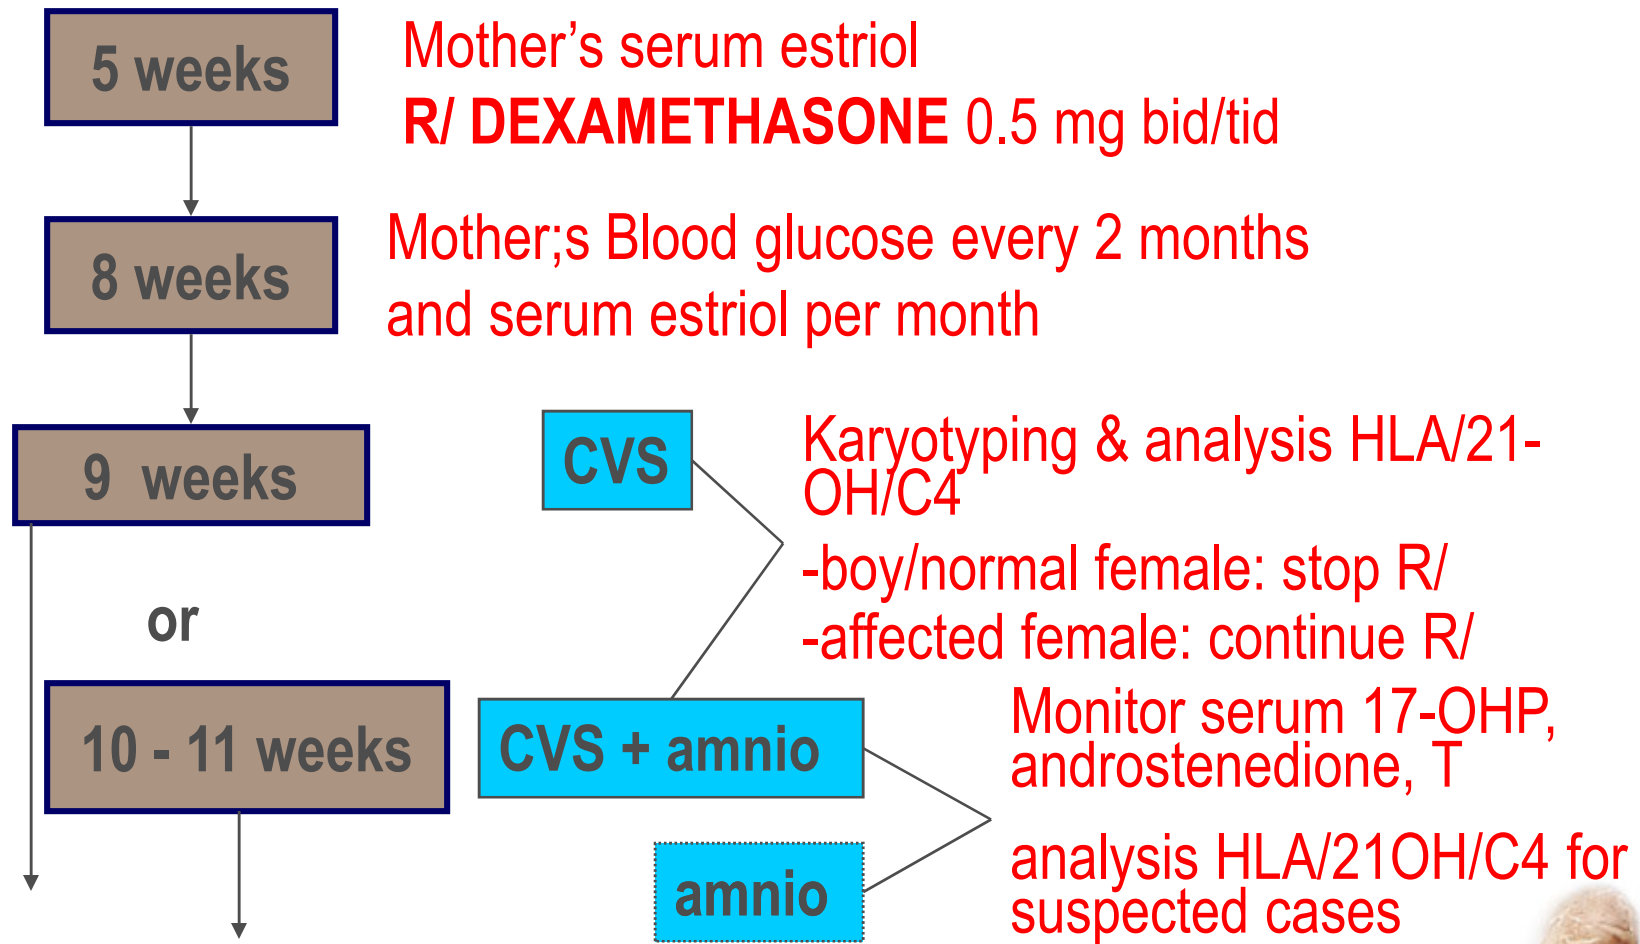 5 weeks
Mother’s serum estriol
R/ DEXAMETHASONE 0.5 mg bid/tid
8 weeks
Mother;s Blood glucose every 2 months
and serum estriol per month
9 weeks
CVS
Karyotyping & analysis HLA/21-
OH/C4
-boy/normal female: stop R/
-affected female: continue R/
or
10 - 11 weeks
CVS + amnio
Monitor serum 17-OHP,
androstenedione, T
amnio
analysis HLA/21OH/C4 for
suspected cases